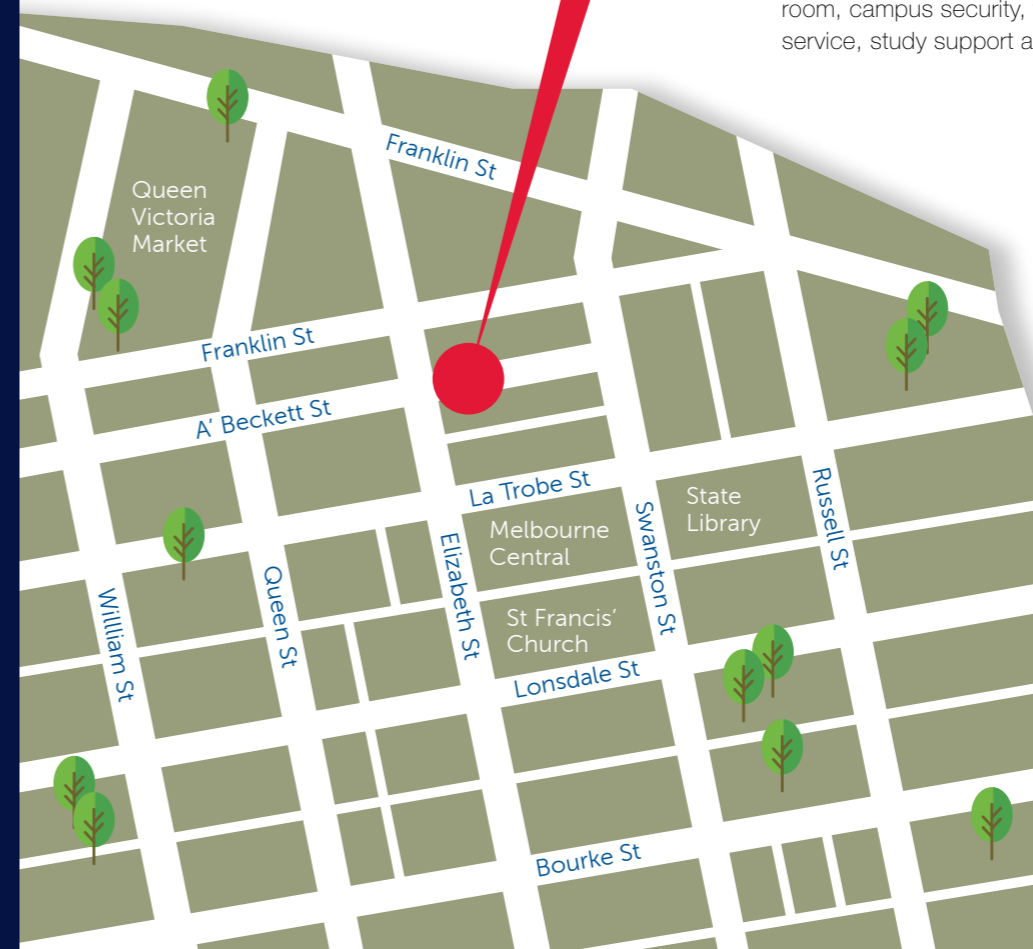 room, campus security,
service, study support a
Franklin St
Queen
Victoria
Market
Franklin St
A' Beckett St
La Trobe St
State
Library
Russell St
Melbourne
Central
Swanston St
Elizabeth St
Queen St
William St
St Francis'
Church
Lonsdale St
Bourke St